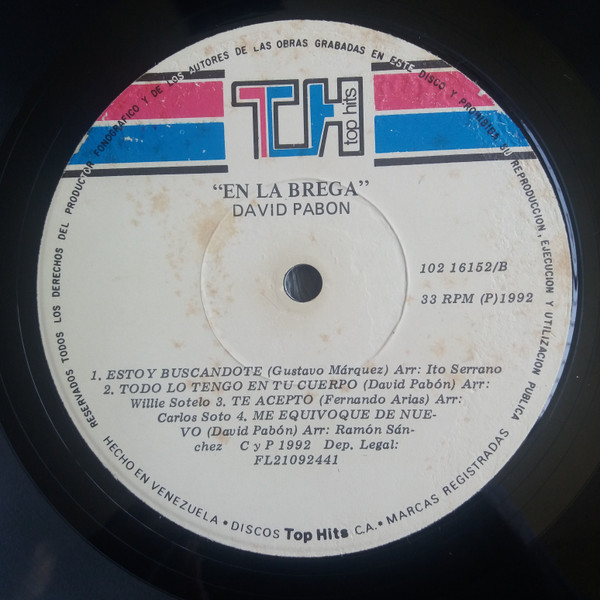 RESERVADOS TODOS LOS DERECHOS DEL PRODUCTOR FONOGRAFICO Y DE LOS AUTORES DE LAS OBRAS GRABADAS EN ESTE DISCO Y PROHIBIDA SU REPRODUCCION, EJECUCION Y UTILIZACION PUBLICA
TH top hits
“EN LA BREGA”
DAVID PABON
102 16152/B
33 RPM (P)1992
1. ESTOY BUSCANDOTE (Gustavo Márquez) Arr: Ito Serrano
2. TODO LO TENGO EN TU CUERPO (David Pabón) Arr:
Willie Sotelo 3. TE ACEPTO (Fernando Arias) Arr:
Carlos Soto 4. ME EQUIVOQUE DE NUE-
VO (David Pabón) Arr: Ramón Sán-
chez C y P 1992 Dep. Legal:
FL21092441
HECHO EN VENEZUELA • DISCOS Top Hits C.A. • MARCAS REGISTRADAS